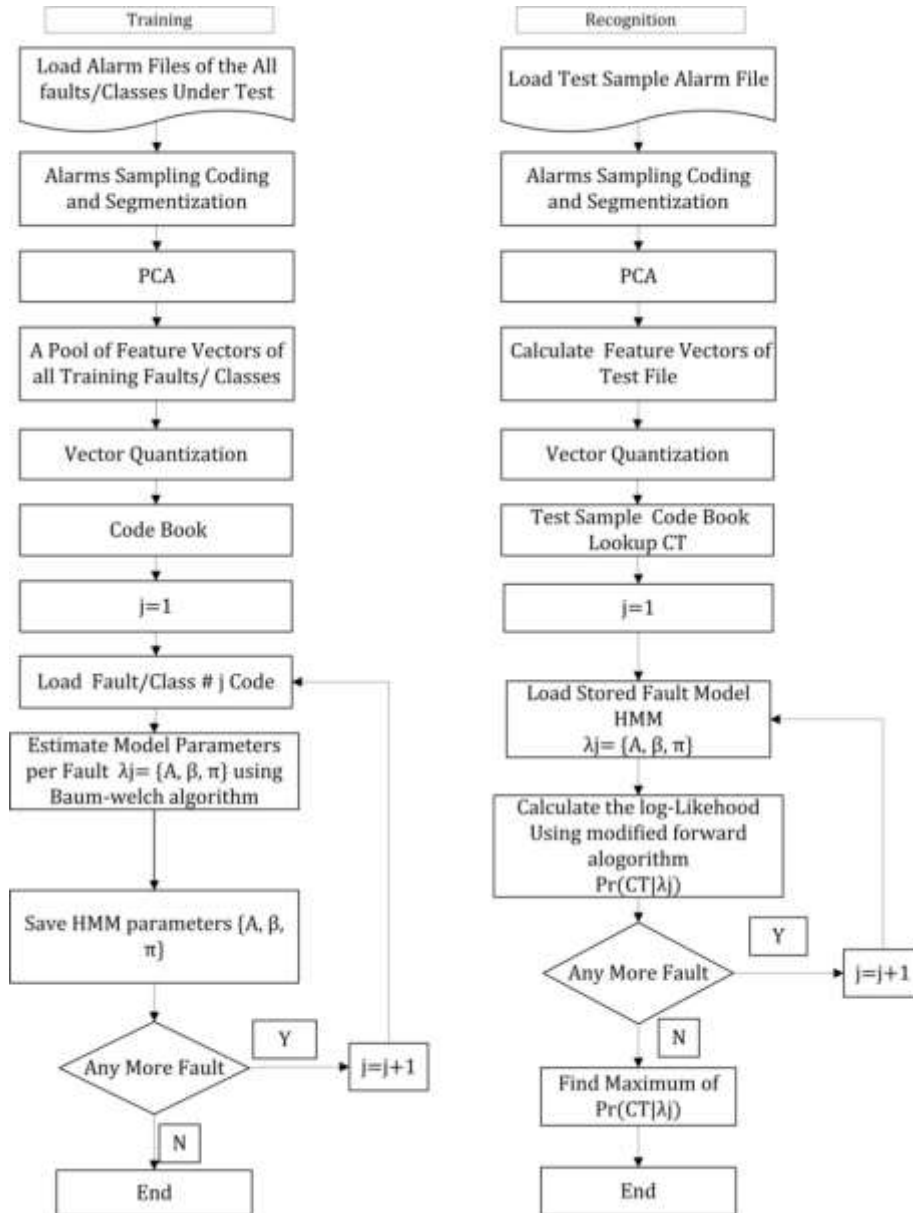 Training
Load Alarm Files of the All
faults/Classes Under Test
Alarms Sampling Coding
and Segmentization
PCA
A Pool of Feature Vectors of
all Training Faults/ Classes
Vector Quantization
Code Book
j=1
Load Fault/Class # j Code
Estimate Model Parameters
per Fault λj= {A, β, π} using
Baum-welch algorithm
Save HMM parameters {A, β,
π}
Any More Fault
Y
j=j+1
N
End
Recognition
Load Test Sample Alarm File
Alarms Sampling Coding
and Segmentization
PCA
Calculate Feature Vectors of
Test File
Vector Quantization
Test Sample Code Book
Lookup CT
j=1
Load Stored Fault Model
HMM
λj= {A, β, π}
Calculate the log-Likehood
Using modified forward
alogorithm
Pr(CT|λj)
Any More Fault
Y
j=j+1
N
Find Maximum of
Pr(CT|λj)
End